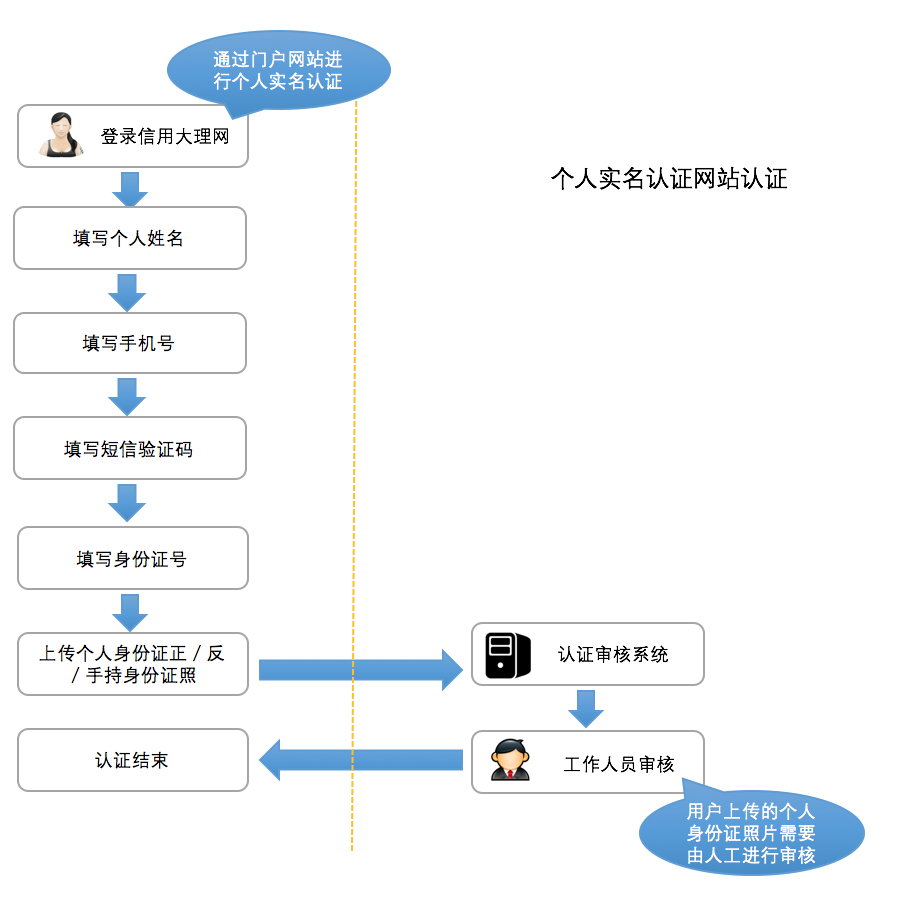 通过门户网站进
行个人实名认证
登录信用大理网
个人实名认证网站认证
填写个人姓名
填写手机号
填写短信验证码
填写身份证号
上传个人身份证正 / 反
/ 手持身份证照
认证审核系统
认证结束
工作人员审核
用户上传的个人
身份证照片需要
由人工进行审核